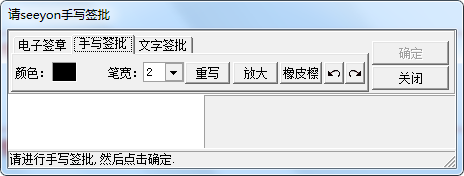 请seeyon手写签批
电子签章 手写签批 文字签批 确定
颜色： 笔宽： 2 重写 放大 橡皮檫 关闭
请进行手写签批, 然后点击确定.